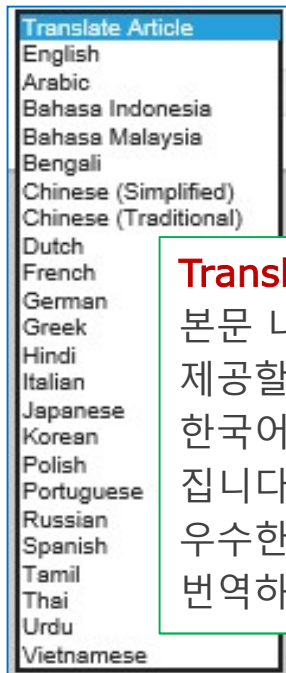 Translate Article
English
Arabic
Bahasa Indonesia
Bahasa Malaysia
Bengali
Chinese (Simplified)
Chinese (Traditional)
Dutch
French
German
Greek
Hindi
Italian
Japanese
Korean
Polish
Portuguese
Russian
Spanish
Tamil
Thai
Urdu
Vietnamese
Transl
본문 
제공할
한국어
집니다
우수한
번역하